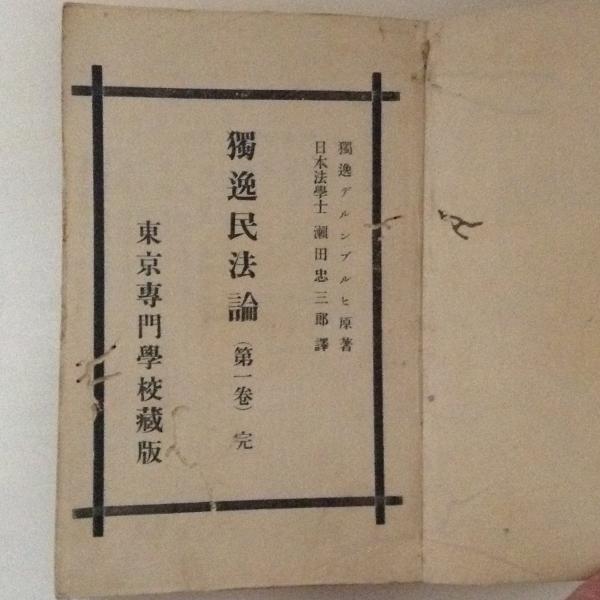 獨逸デルンブルヒ原著
日本法學士瀬田忠三郎譯
獨逸民法論（第一卷）完
東京專門學校藏版